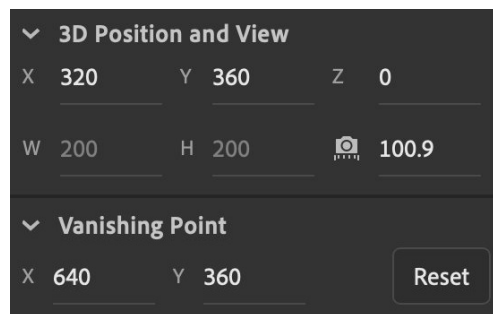 3D Position and View
X 320 Y 360 Z 0
W 200 H 200 100.9
Vanishing Point
X 640 Y 360 Reset